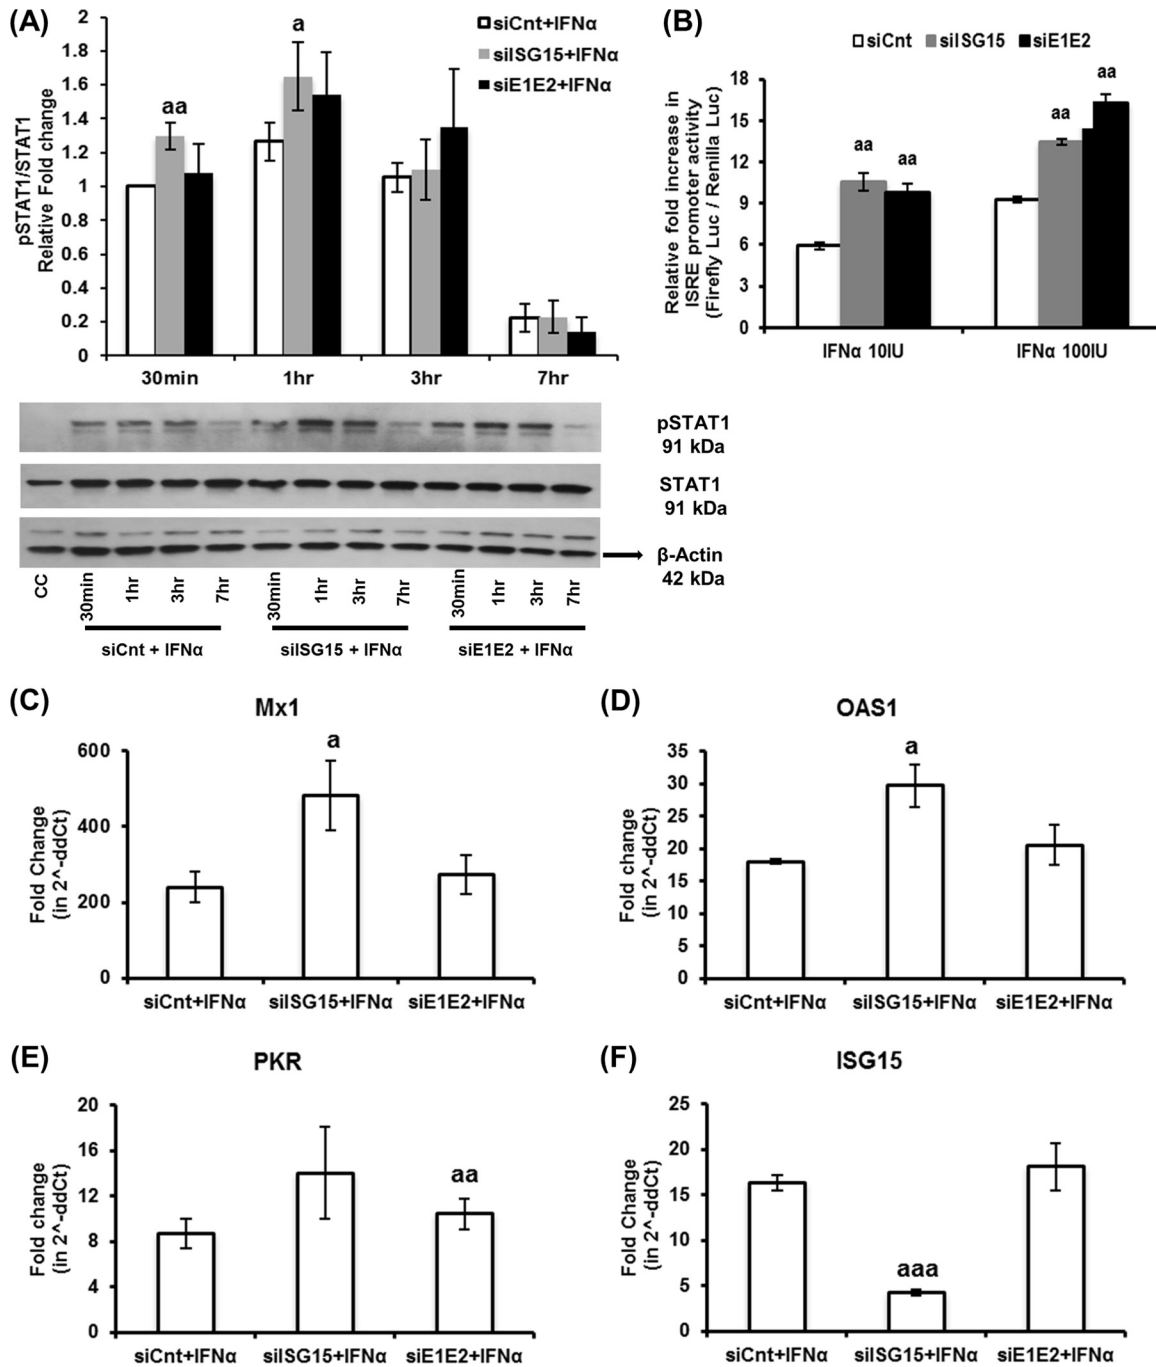 (A)
pSTAT1/STAT1
Relative Fold change
2
1.8
1.6
1.4
1.2
1
0.8
0.6
0.4
0.2
0
aa
a
siCnt+IFNα
siISG15+IFNα
siE1E2+IFNα
30min 1hr 3hr 7hr
pSTAT1
91 kDa
STAT1
91 kDa
β-Actin
42 kDa
CC 30min 1hr 3hr 7hr 30min 1hr 3hr 7hr 30min 1hr 3hr 7hr
siCnt + IFNα siISG15 + IFNα siE1E2 + IFNα
(B)
siCnt siISG15 siE1E2
Relative fold increase in
ISRE promoter activity
(Firefly Luc / Renilla Luc)
18
15
12
9
6
3
0
aa aa aa aa
IFNα 10IU IFNα 100IU
(C)
Mx1
Fold Change
(in 2^-ddCt)
600
400
200
0
a
siCnt+IFNα siISG15+IFNα siE1E2+IFNα
(D)
OAS1
Fold change
(in 2^-ddCt)
35
30
25
20
15
10
5
0
a
siCnt+IFNα siISG15+IFNα siE1E2+IFNα
(E)
PKR
Fold change
(in 2^-ddCt)
20
16
12
8
4
0
aa
siCnt+IFNα siISG15+IFNα siE1E2+IFNα
(F)
ISG15
Fold Change
(in 2^-ddCt)
25
20
15
10
5
0
aaa
siCnt+IFNα siISG15+IFNα siE1E2+IFNα